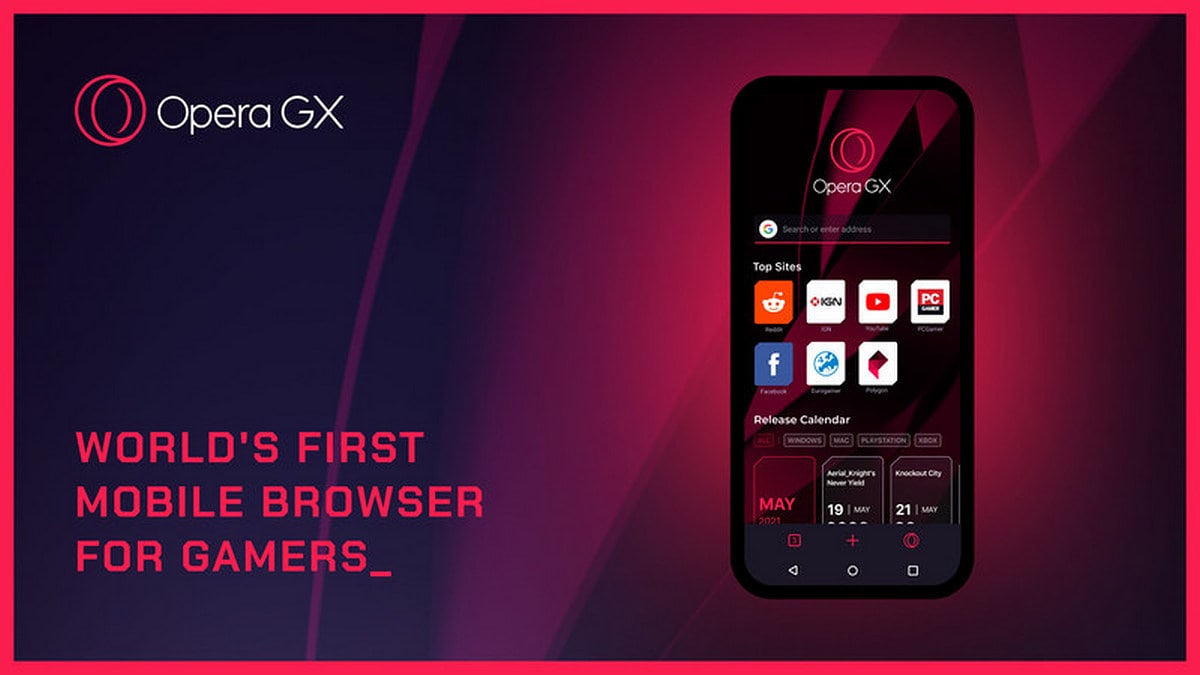 Opera GX
WORLD'S FIRST
MOBILE BROWSER
FOR GAMERS_
Opera GX
G Search or enter address
Top Sites
IGN
PC
GAMER
Reddit
IGN
YouTube
PCGamer
f
Facebook
Eurogamer
Polygon
Release Calendar
ALL WINDOWS MAC PLAYSTATION XBOX
MAY
2021
Aerial_Knight's
Never Yield
19 | MAY
Knockout City
21 | MAY
3